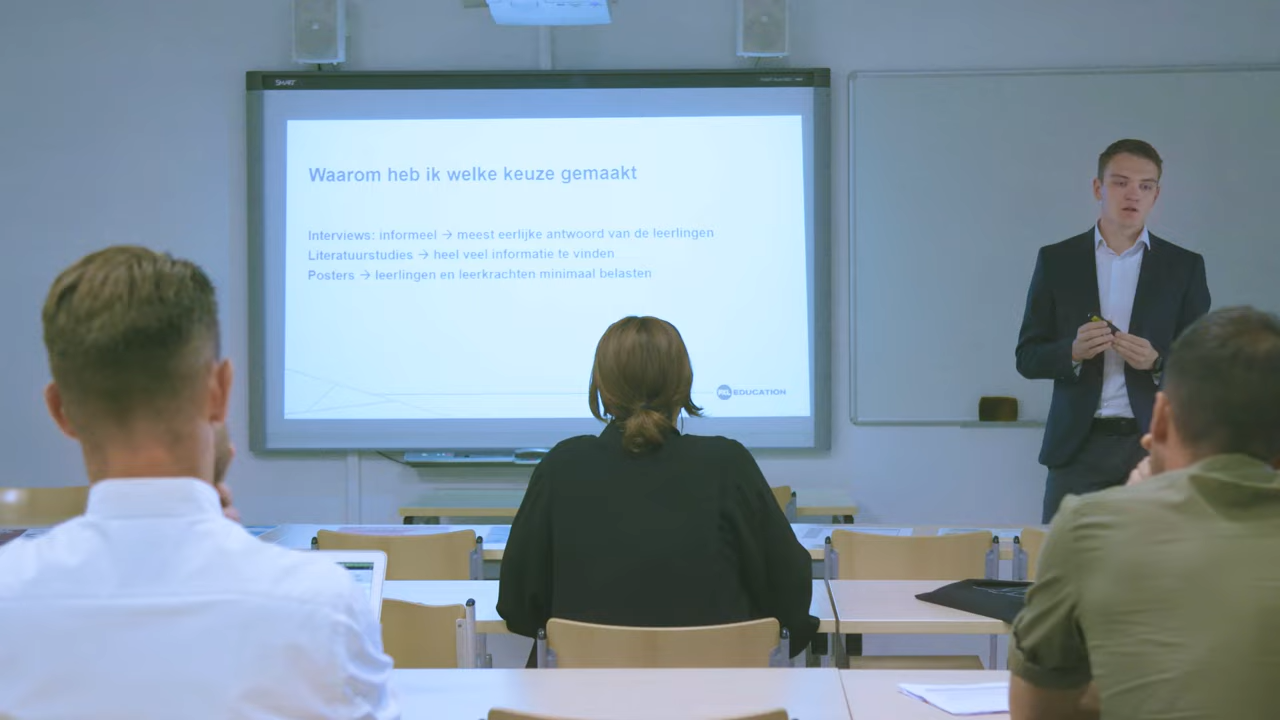 SMART
Waarom heb ik welke keuze gemaakt
Interviews: informeel → meest eerlijke antwoord van de leerlingen
Literatuurstudies → heel veel informatie te vinden
Posters → leerlingen en leerkrachten minimaal belasten
EDUCATION